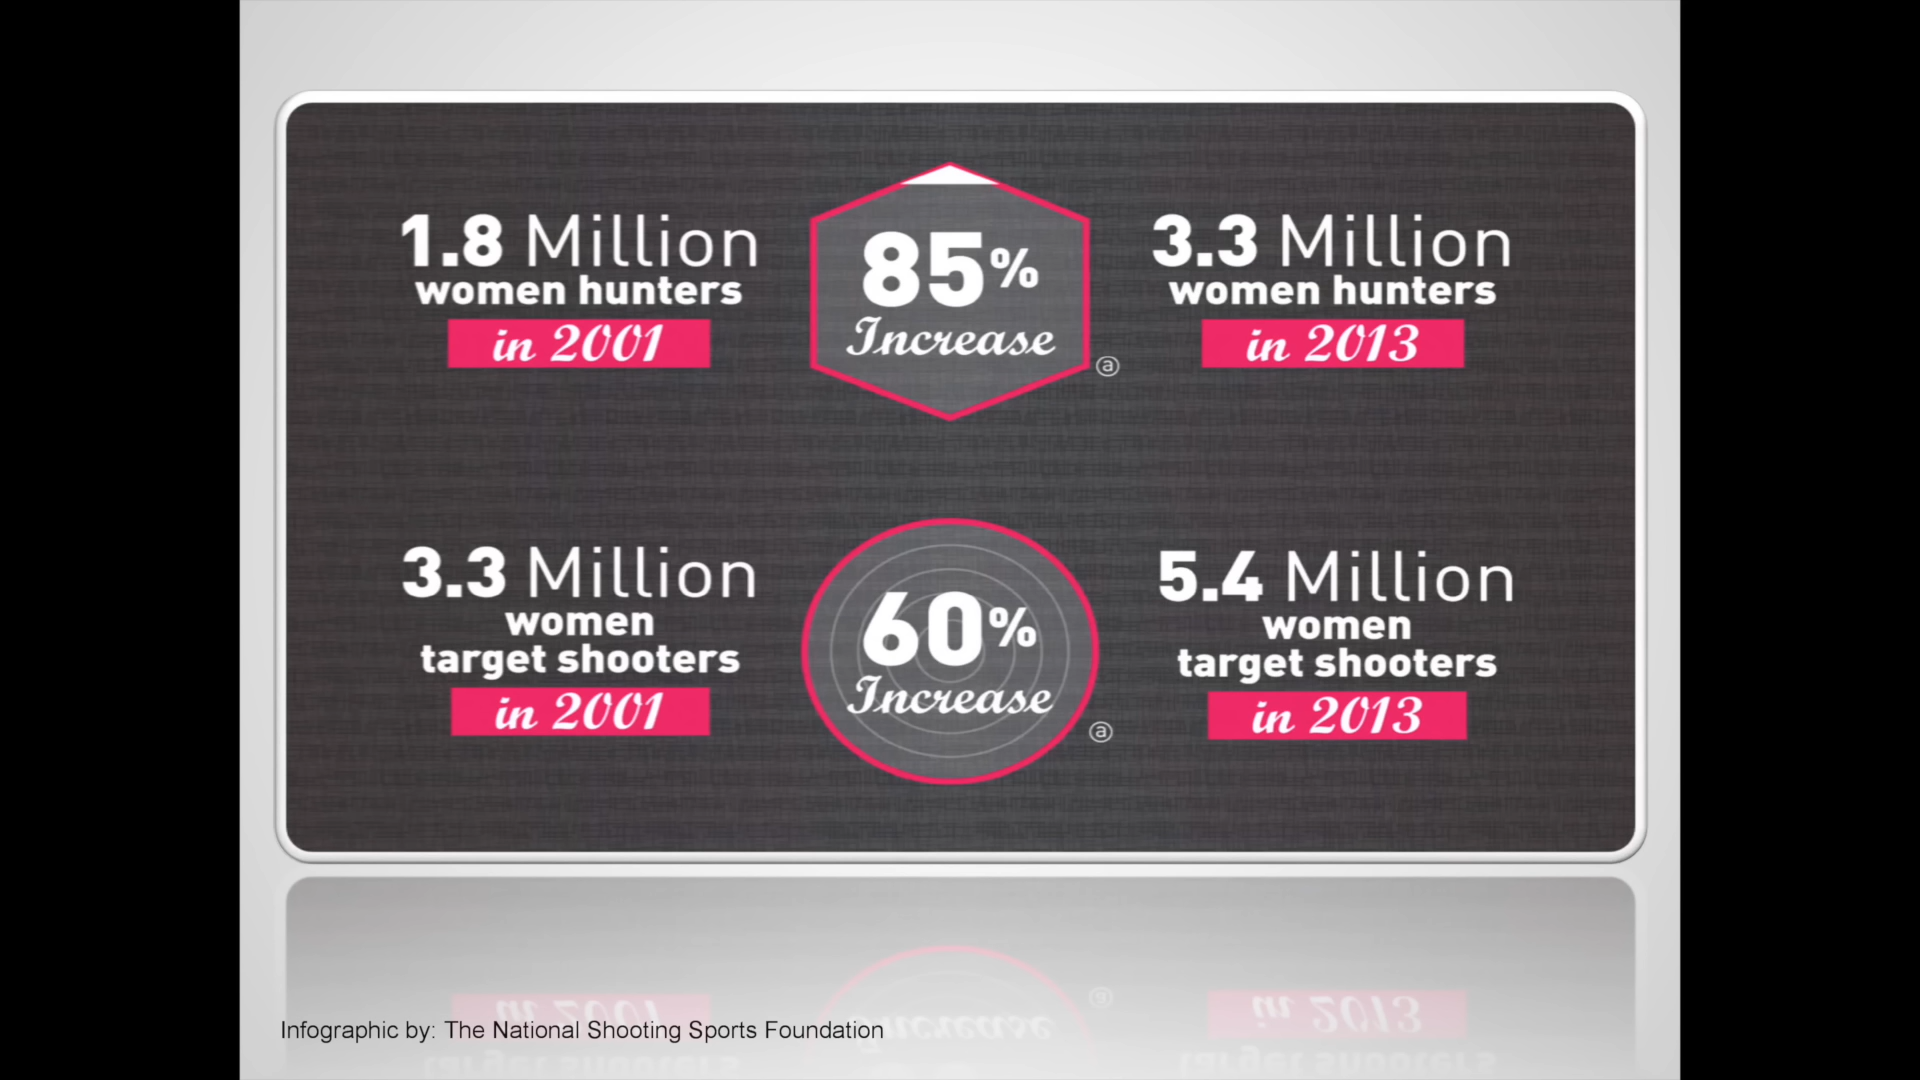 1.8 Million
women hunters
in 2001
85%
Increase
ⓐ
3.3 Million
women hunters
in 2013
3.3 Million
women
target shooters
in 2001
60%
Increase
ⓐ
5.4 Million
women
target shooters
in 2013
Infographic by: The National Shooting Sports Foundation